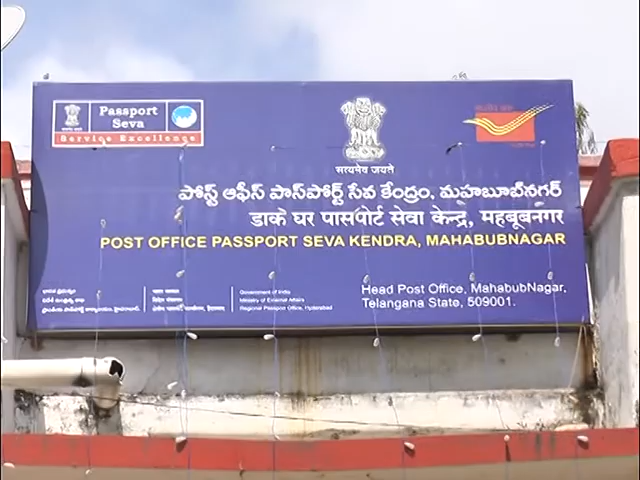 Passport
Seva
Service Excellence
सत्यमेव जयते
పోస్ట్ ఆఫీస్ పాస్‌పోర్ట్ సేవ కేంద్రం, మహబూబ్‌నగర్
डाक घर पासपोर्ट सेवा केन्द्र, महबूबनगर
POST OFFICE PASSPORT SEVA KENDRA, MAHABUBNAGAR
Government of India
Ministry of External Affairs
Regional Passport Office, Hyderabad
Head Post Office, MahabubNagar,
Telangana State, 509001.